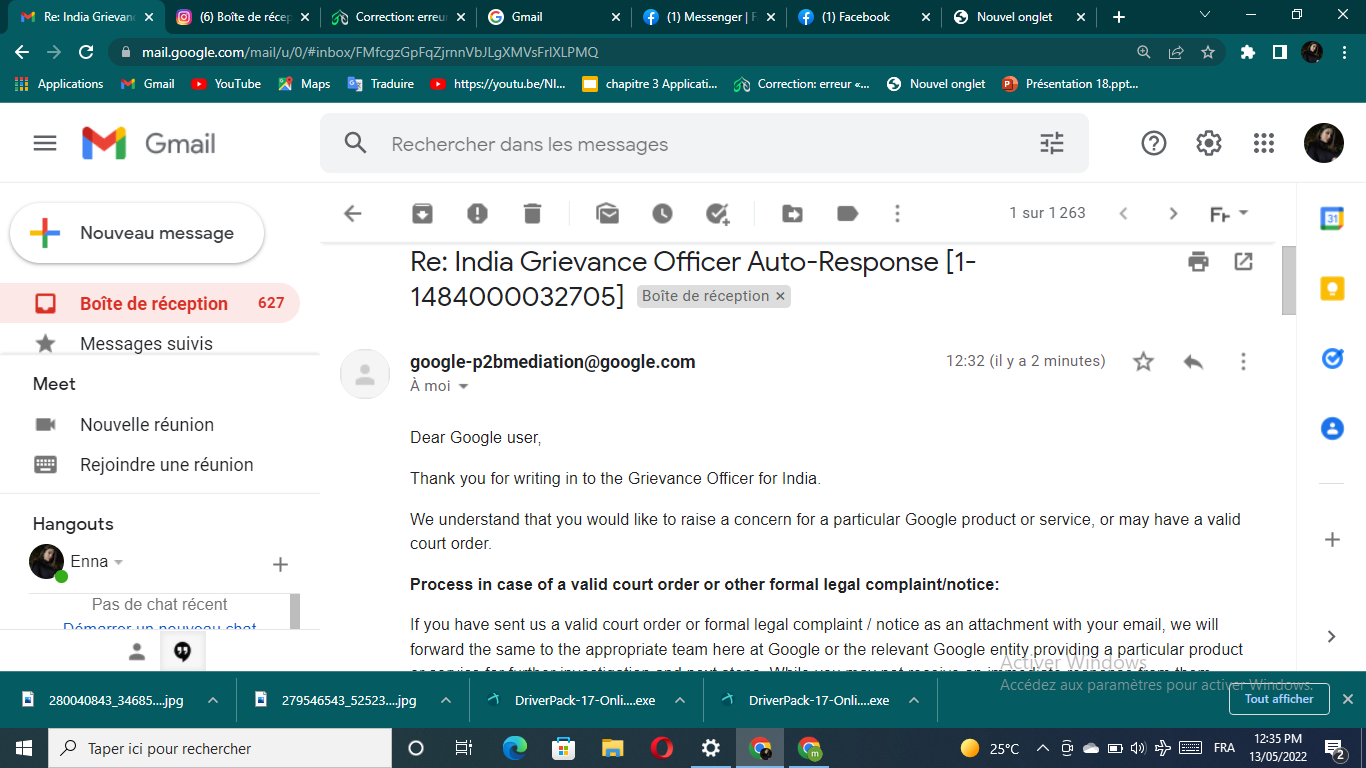 Re: India Grievanc
(6) Boîte de récep
Correction: erreu
Gmail
(1) Messenger | F
(1) Facebook
Nouvel onglet
mail.google.com/mail/u/0/#inbox/FMfcgzGpFqZjrnnVbJLgXMVsFrlXLPMQ
Applications
Gmail
YouTube
Maps
Traduire
https://youtu.be/NI...
chapitre 3 Applicati...
Correction: erreur «...
Nouvel onglet
Présentation 18.ppt...
Gmail
Rechercher dans les messages
Nouveau message
1 sur 1 263
Boîte de réception 627
Messages suivis
Meet
Nouvelle réunion
Rejoindre une réunion
Hangouts
Enna
Pas de chat récent
Démarrer un nouveau chat
Re: India Grievance Officer Auto-Response [1-
1484000032705] Boîte de réception ×
google-p2bmediation@google.com
12:32 (il y a 2 minutes)
À moi
Dear Google user,
Thank you for writing in to the Grievance Officer for India.
We understand that you would like to raise a concern for a particular Google product or service, or may have a valid
court order.
Process in case of a valid court order or other formal legal complaint/notice:
If you have sent us a valid court order or formal legal complaint / notice as an attachment with your email, we will
forward the same to the appropriate team here at Google or the relevant Google entity providing a particular product
or service for further investigation and next steps. While you may not receive an immediate response from them,
31
Activer Windows
Accédez aux paramètres pour activer Windows.
280040843_34685....jpg
279546543_52523....jpg
DriverPack-17-Onli....exe
DriverPack-17-Onli....exe
Tout afficher
Taper ici pour rechercher
25°C
FRA
12:35 PM
13/05/2022
2